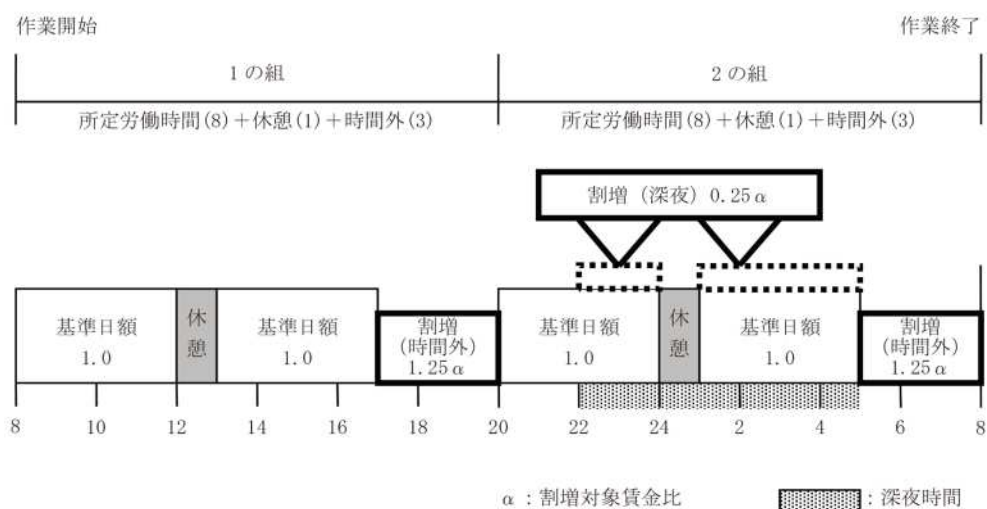 作業開始
作業終了
1の組
2の組
所定労働時間(8)+休憩(1)+時間外(3)
所定労働時間(8)+休憩(1)+時間外(3)
割増（深夜）0.25α
基準日額
1.0
休
憩
基準日額
1.0
割増
(時間外)
1.25α
基準日額
1.0
休
憩
基準日額
1.0
割増
(時間外)
1.25α
8 10 12 14 16 18 20 22 24 2 4 6 8
α：割増対象賃金比
：深夜時間